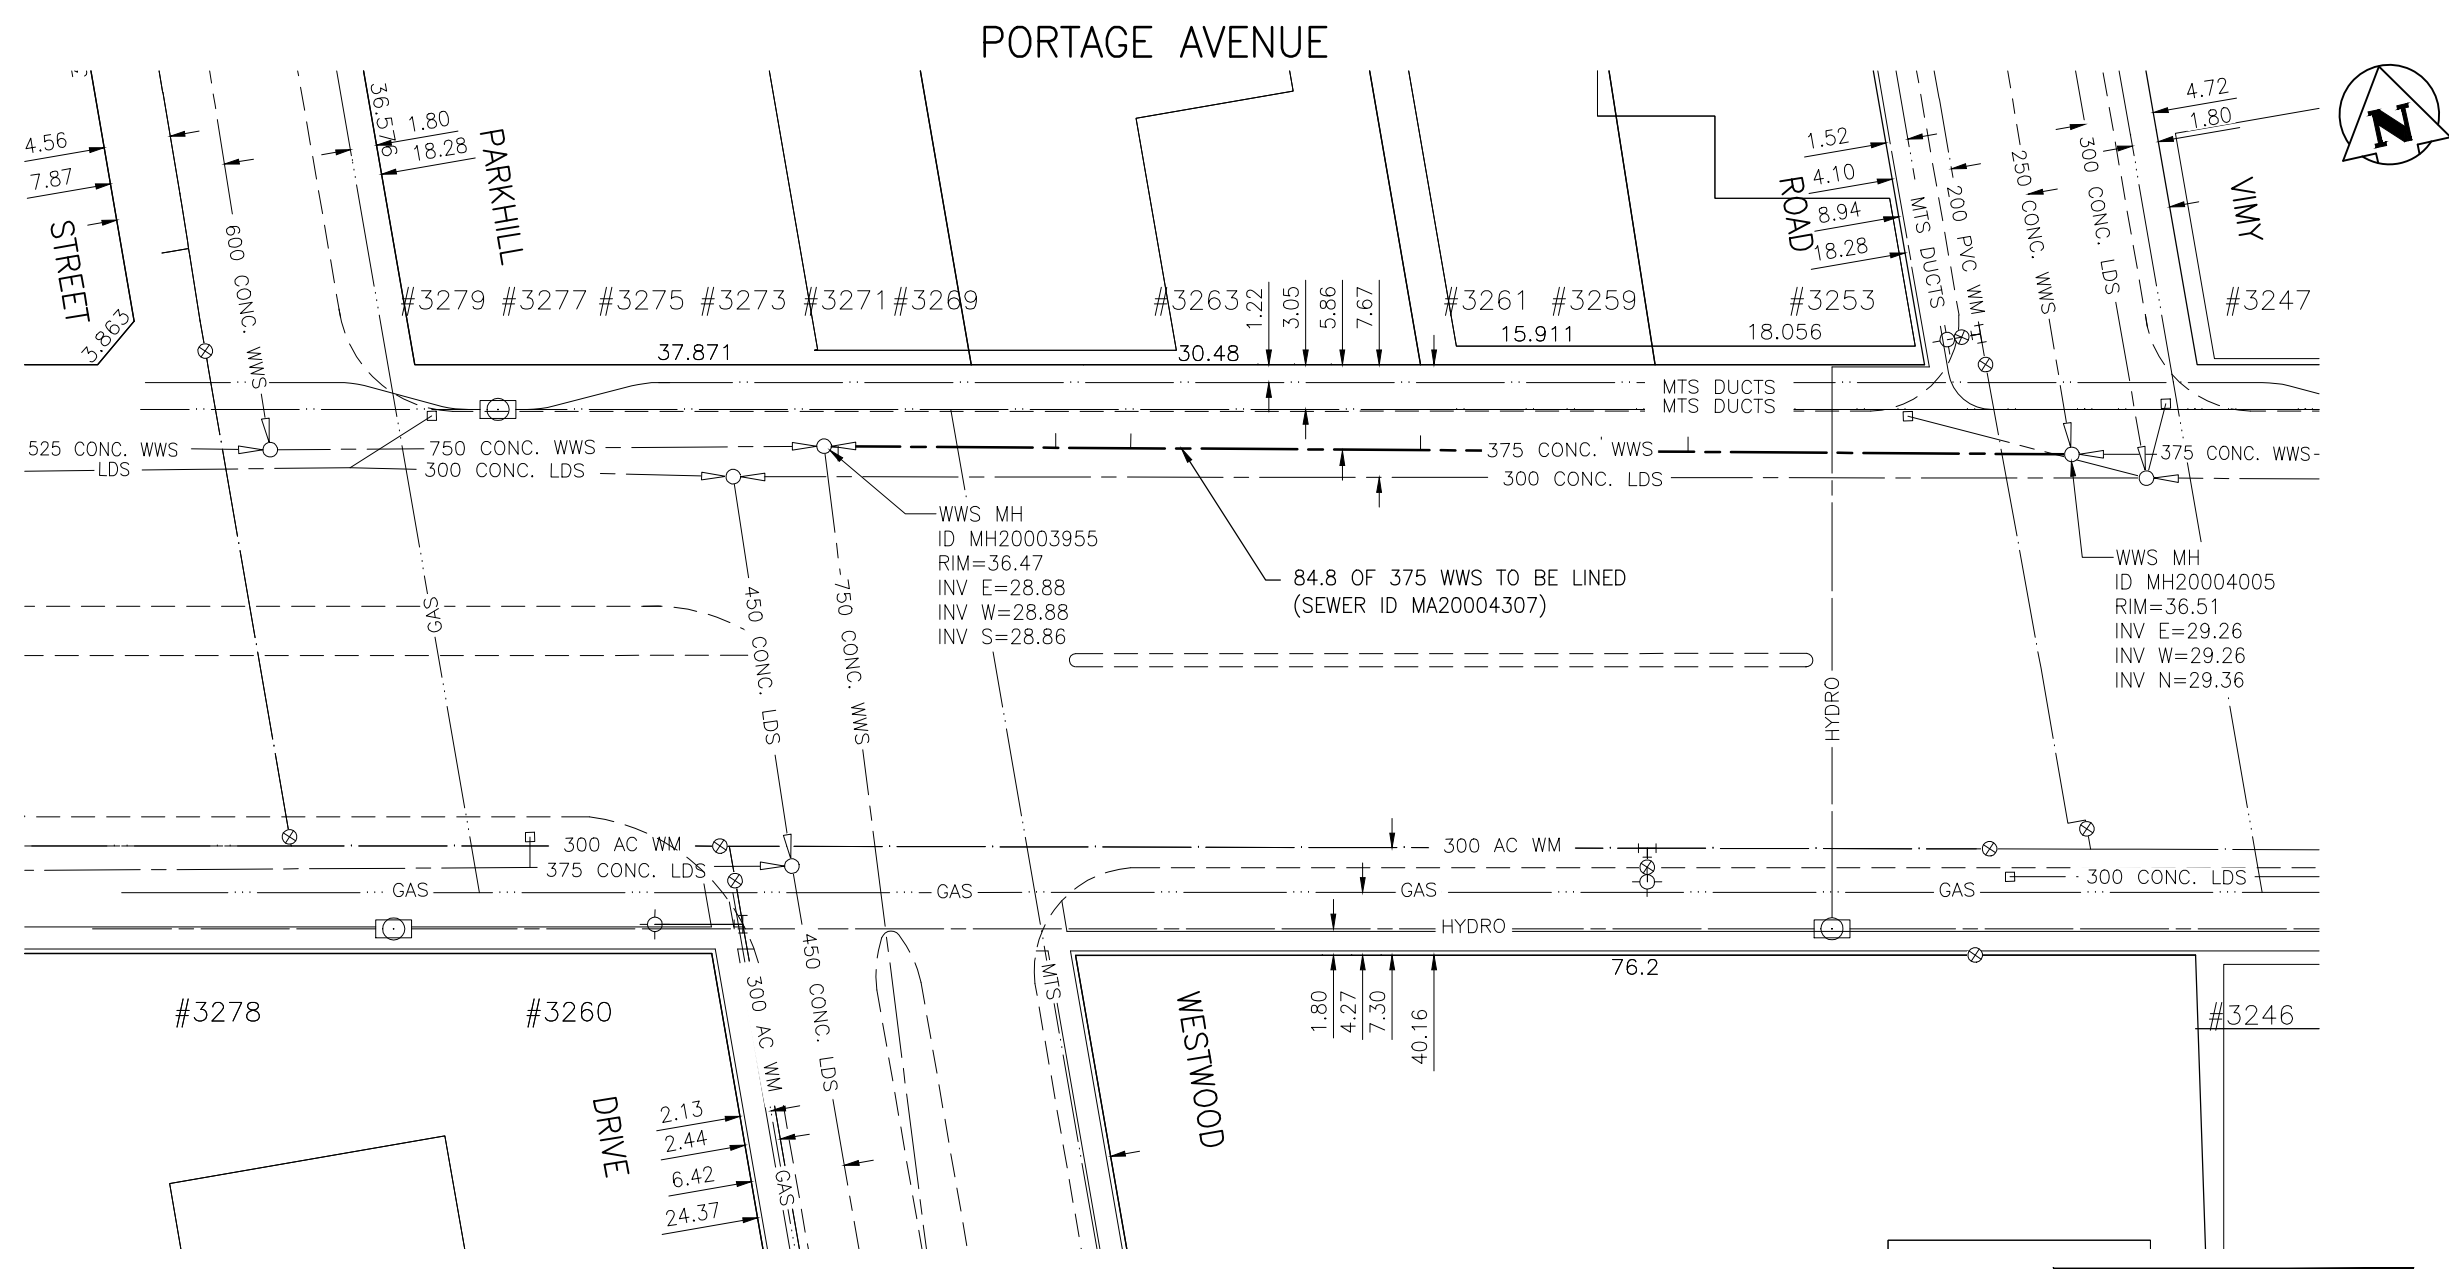 PORTAGE AVENUE
N
4.56
7.87
STREET
3.863
600 CONC. WWS
36.576
1.80
18.28
PARKHILL
1.52
4.10
8.94
18.28
ROAD
MTS DUCTS
200 PVC WM
250 CONC. WWS
300 CONC. LDS
4.72
1.80
VIMY
#3279
#3277
#3275
#3273
#3271
#3269
#3263
1.22
3.05
5.86
7.67
#3261
#3259
#3253
#3247
37.871
30.48
15.911
18.056
MTS DUCTS
MTS DUCTS
525 CONC. WWS
750 CONC. WWS
375 CONC. WWS
375 CONC. WWS
LDS
300 CONC. LDS
300 CONC. LDS
WWS MH
ID MH20003955
RIM=36.47
INV E=28.88
INV W=28.88
INV S=28.86
84.8 OF 375 WWS TO BE LINED
(SEWER ID MA20004307)
WWS MH
ID MH20004005
RIM=36.51
INV E=29.26
INV W=29.26
INV N=29.36
GAS
450 CONC. LDS
750 CONC. WWS
HYDRO
300 AC WM
300 AC WM
375 CONC. LDS
300 CONC. LDS
GAS
GAS
GAS
GAS
HYDRO
76.2
300 AC WM
450 CONC. LDS
MTS
1.80
4.27
7.30
40.16
#3278
#3260
#3246
WESTWOOD
DRIVE
2.13
2.44
6.42
24.37
GAS